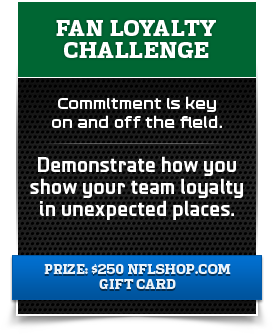 FAN LOYALTY
CHALLENGE
Commitment is key
on and off the field.
Demonstrate how you
show your team loyalty
in unexpected places.
PRIZE: $250 NFLSHOP.COM
GIFT CARD